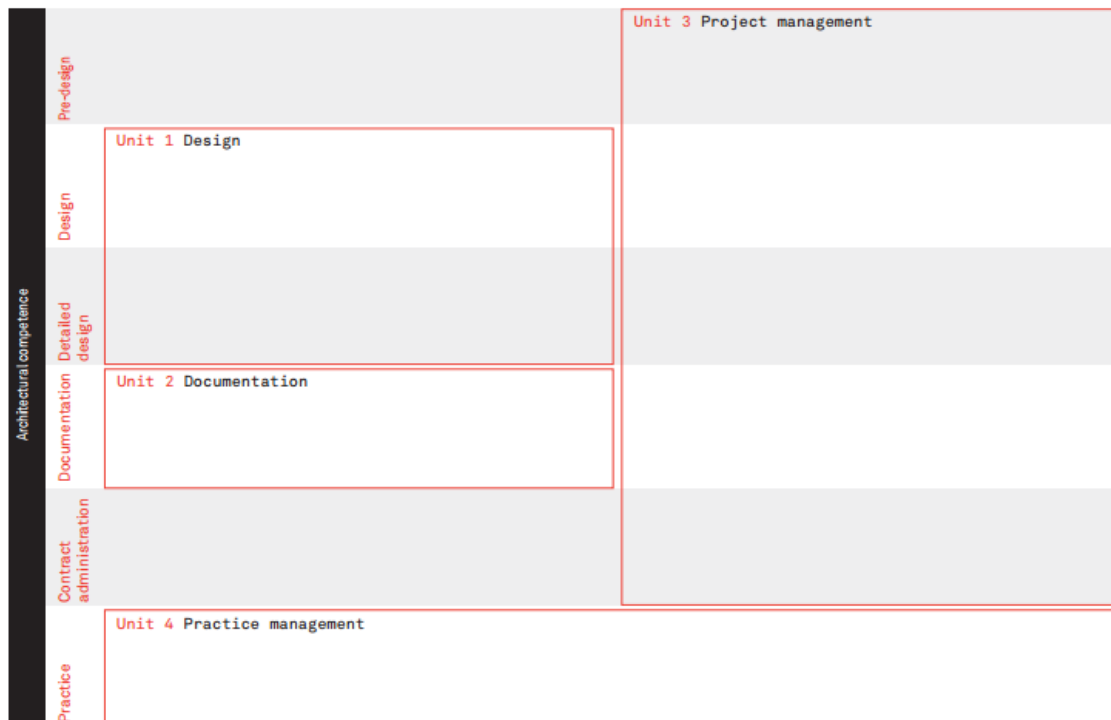 Architectural competence
Pre-design
Unit 3 Project management
Design
Unit 1 Design
Detailed
design
Documentation
Unit 2 Documentation
Contract
administration
Practice
Unit 4 Practice management